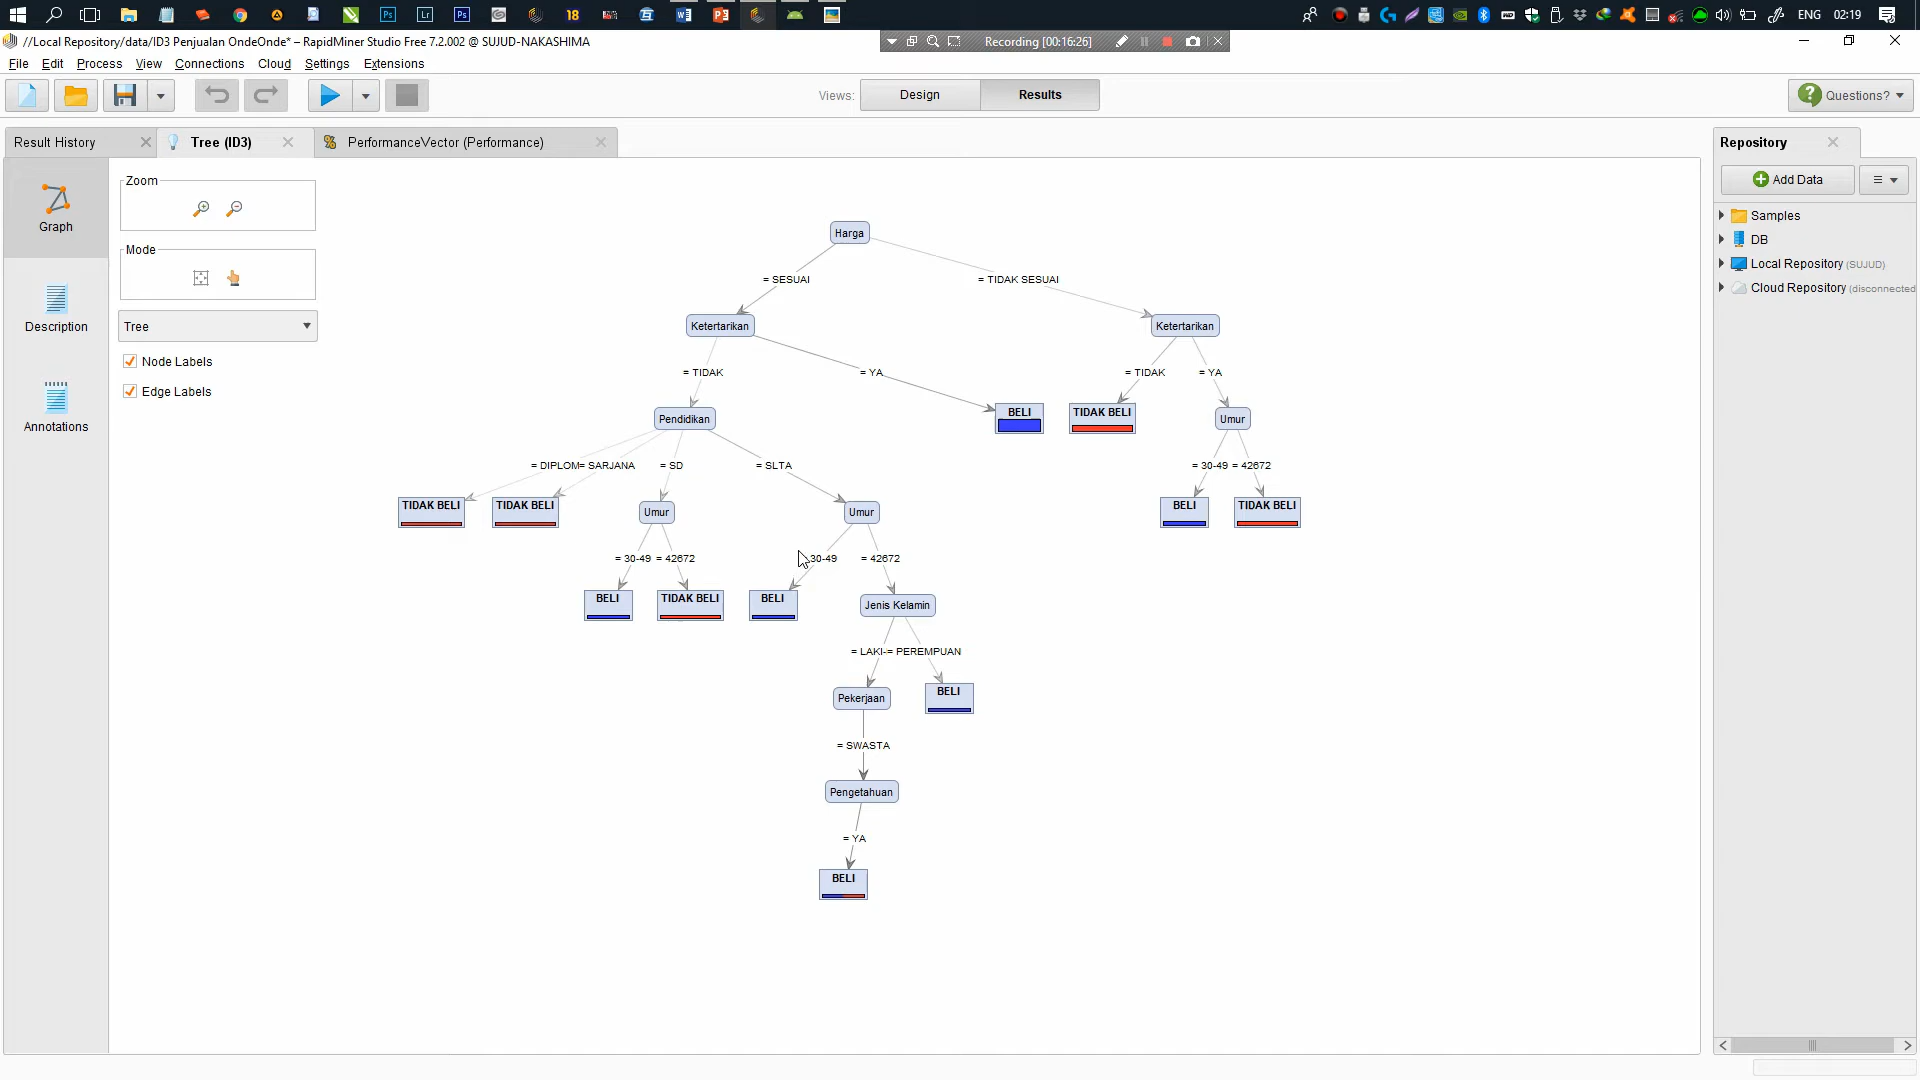 ENG 02:19
18
//Local Repository/data/ID3 Penjualan OndeOnde* – RapidMiner Studio Free 7.2.002 @ SUJUD-NAKASHIMA
Recording [00:16:26]
File Edit Process View Connections Cloud Settings Extensions
Views: Design Results
Questions?
Result History
Tree (ID3)
PerformanceVector (Performance)
Repository
Zoom
Graph
Mode
Description
Tree
Node Labels
Edge Labels
Annotations
Add Data
Samples
DB
Local Repository (SUJUD)
Cloud Repository (disconnected
Harga
= SESUAI = TIDAK SESUAI
Ketertarikan Ketertarikan
= TIDAK = YA = TIDAK = YA
Pendidikan BELI TIDAK BELI Umur
= DIPLOM= SARJANA = SD = SLTA = 30-49 = 42672
TIDAK BELI TIDAK BELI Umur Umur BELI TIDAK BELI
= 30-49 = 42672 30-49 = 42672
BELI TIDAK BELI BELI Jenis Kelamin
= LAKI-= PEREMPUAN
Pekerjaan BELI
= SWASTA
Pengetahuan
= YA
BELI